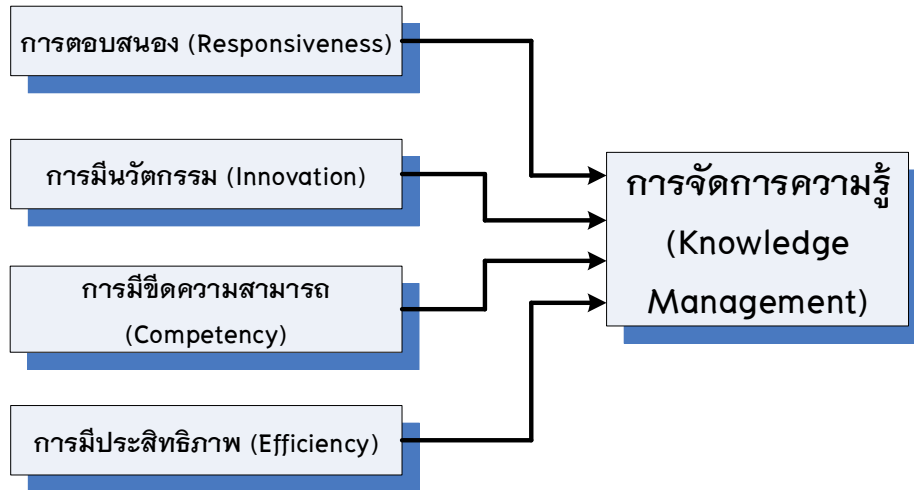 การตอบสนอง (Responsiveness)
การมีนวัตกรรม (Innovation)
การมีขีดความสามารถ
(Competency)
การมีประสิทธิภาพ (Efficiency)
การจัดการความรู้
(Knowledge
Management)